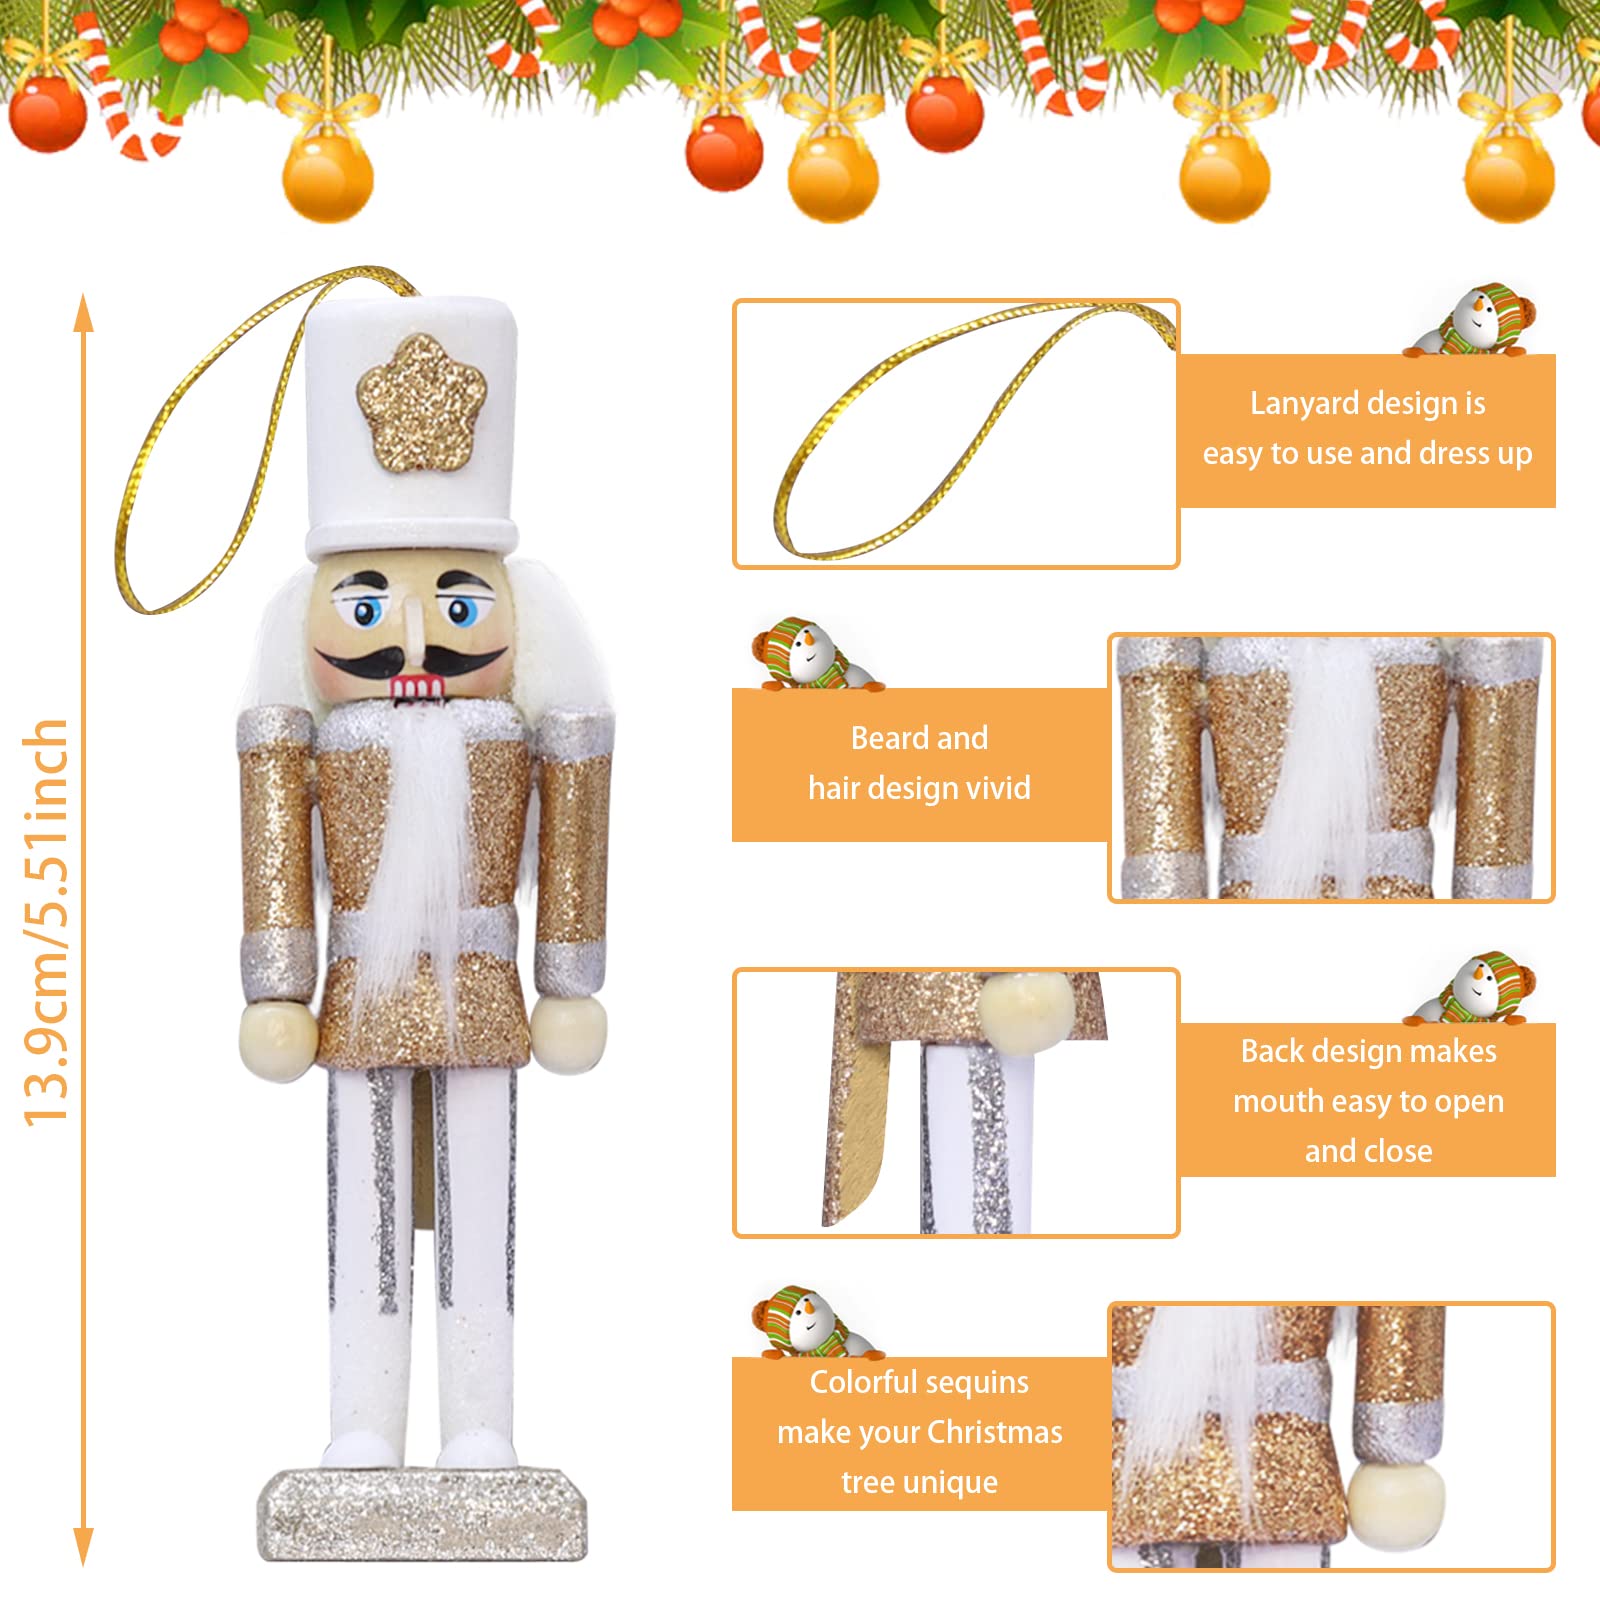 13.9cm/5.51inch
Lanyard design is
easy to use and dress up
Beard and
hair design vivid
Back design makes
mouth easy to open
and close
Colorful sequins
make your Christmas
tree unique